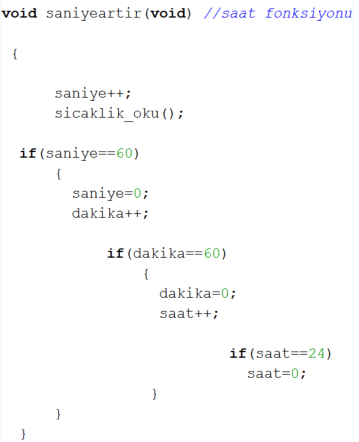 void saniyeartir(void) //saat fonksiyonu
{
saniye++;
sicaklik_oku();
if(saniye==60)
{
saniye=0;
dakika++;
if(dakika==60)
{
dakika=0;
saat++;
if(saat==24)
saat=0;
}
}
}